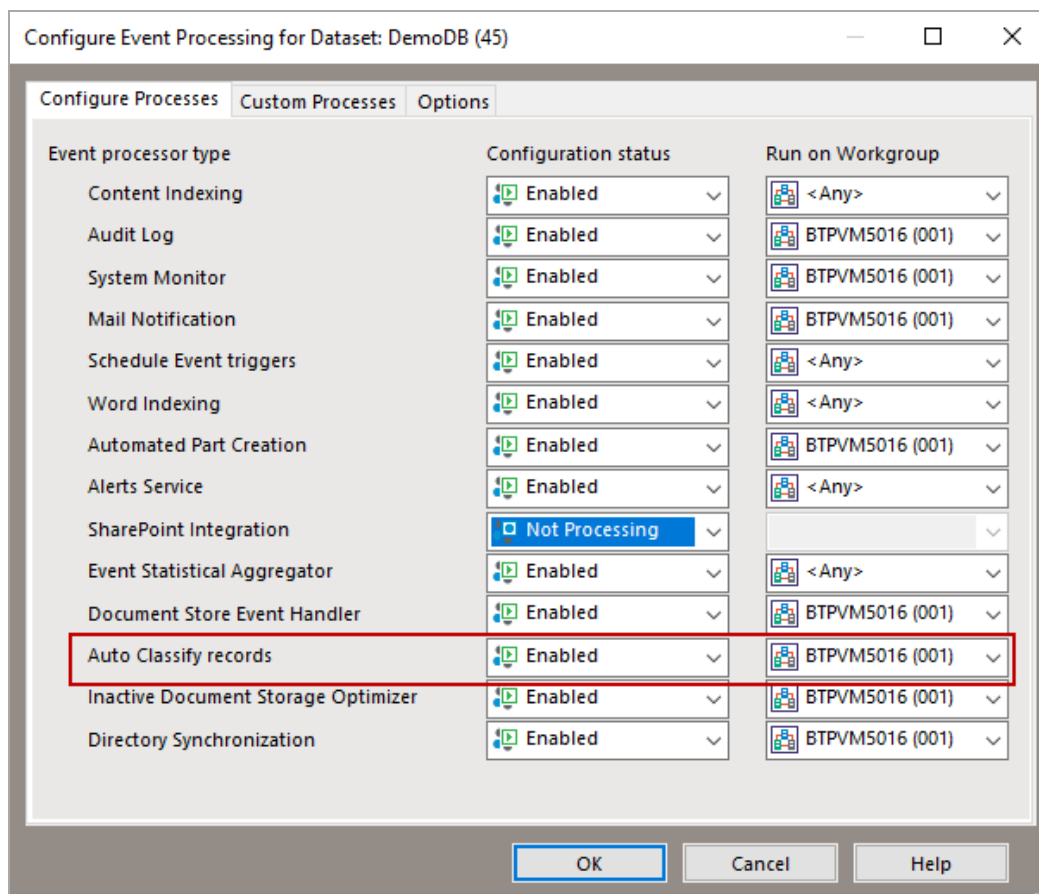 Configure Event Processing for Dataset: DemoDB (45)
Configure Processes Custom Processes Options
Event processor type Configuration status Run on Workgroup
Content Indexing Enabled <Any>
Audit Log Enabled BTPVM5016 (001)
System Monitor Enabled BTPVM5016 (001)
Mail Notification Enabled BTPVM5016 (001)
Schedule Event triggers Enabled <Any>
Word Indexing Enabled <Any>
Automated Part Creation Enabled BTPVM5016 (001)
Alerts Service Enabled <Any>
SharePoint Integration Not Processing
Event Statistical Aggregator Enabled <Any>
Document Store Event Handler Enabled BTPVM5016 (001)
Auto Classify records Enabled BTPVM5016 (001)
Inactive Document Storage Optimizer Enabled BTPVM5016 (001)
Directory Synchronization Enabled BTPVM5016 (001)
OK Cancel Help